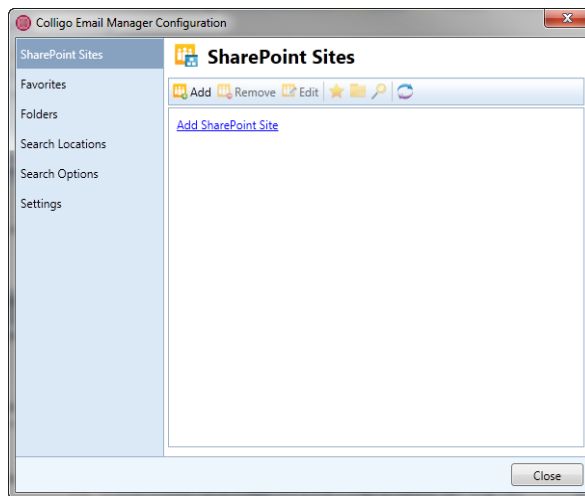 Colligo Email Manager Configuration
SharePoint Sites
Favorites
Folders
Search Locations
Search Options
Settings
SharePoint Sites
Add Remove Edit
Add SharePoint Site
Close